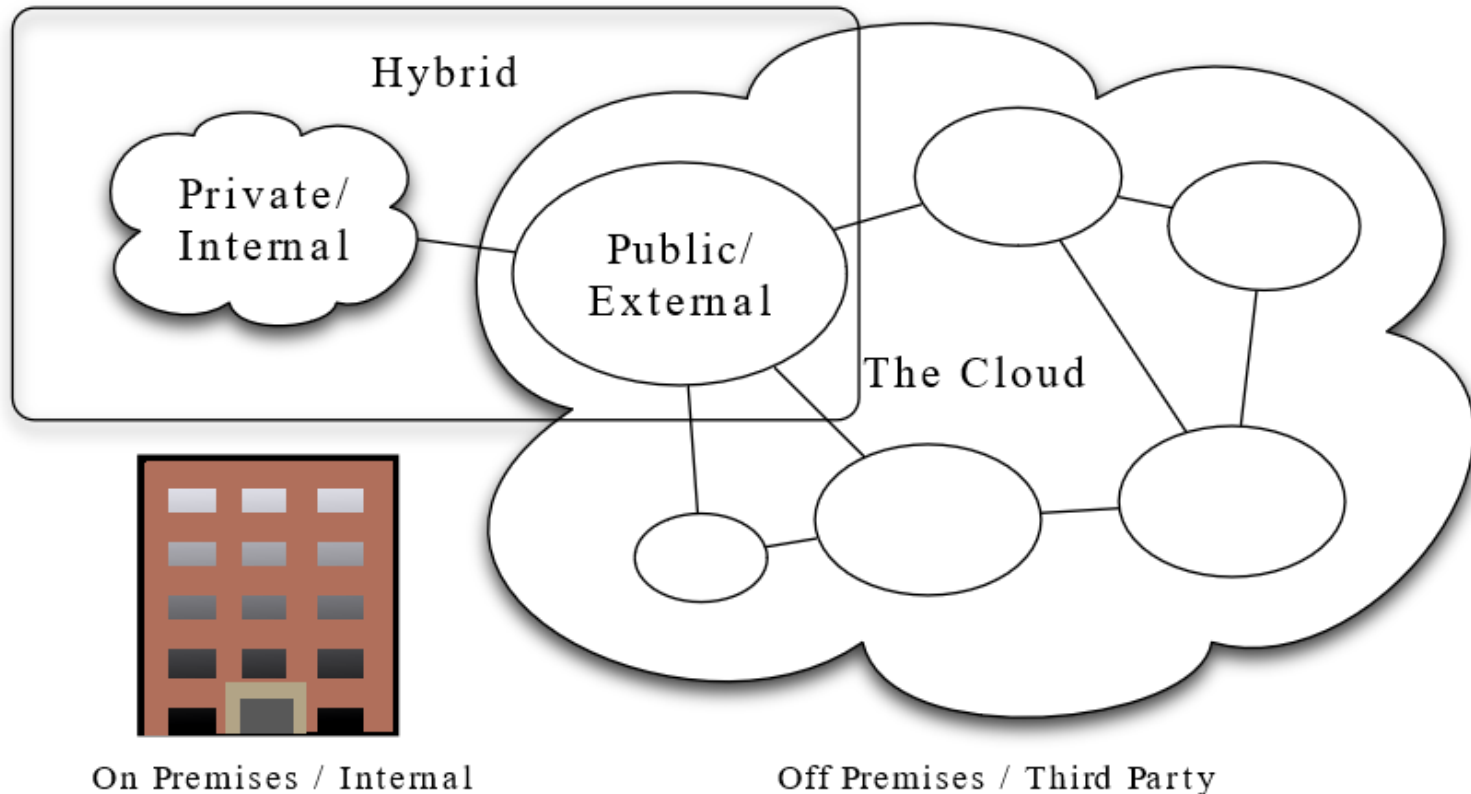 Hybrid
Private/
Internal
Public/
External
The Cloud
On Premises / Internal
Off Premises / Third Party